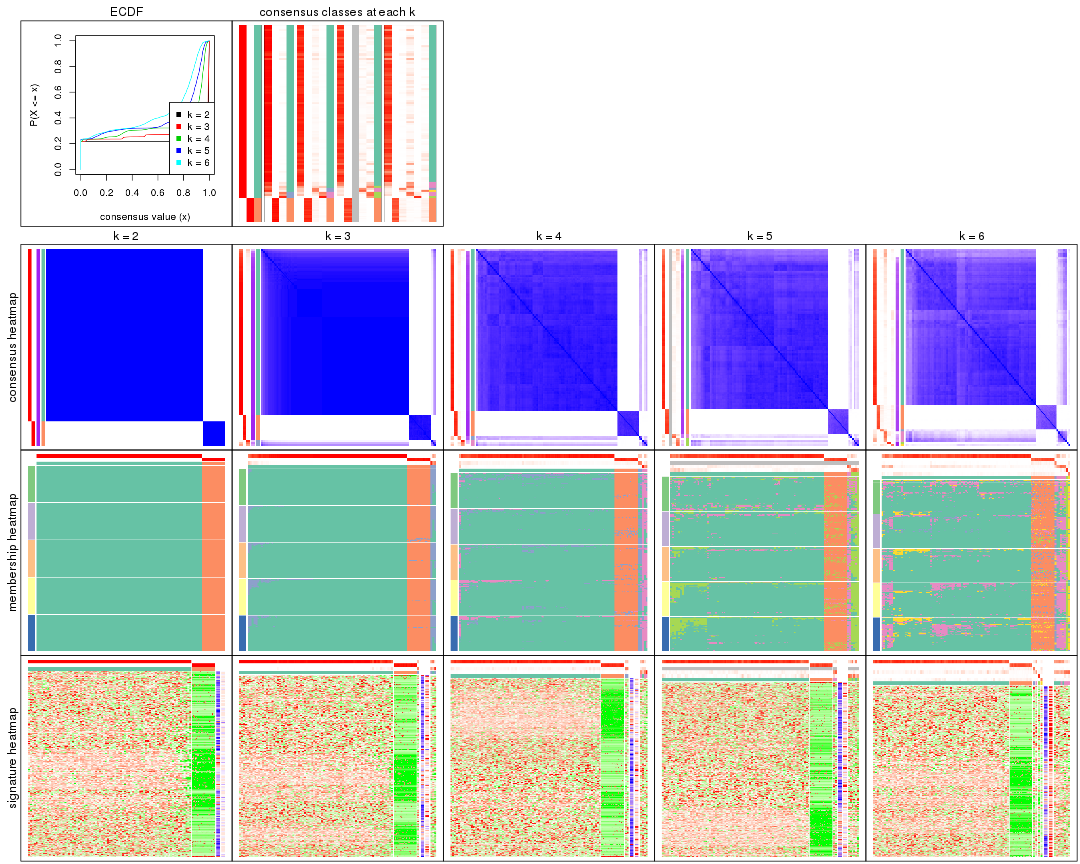 ECDF
consensus classes at each k
P(X <= x)
1.0
0.8
0.6
0.4
0.2
0.0
k = 2
k = 3
k = 4
k = 5
k = 6
0.0 0.2 0.4 0.6 0.8 1.0
consensus value (x)
k = 2
k = 3
k = 4
k = 5
k = 6
consensus heatmap
membership heatmap
signature heatmap